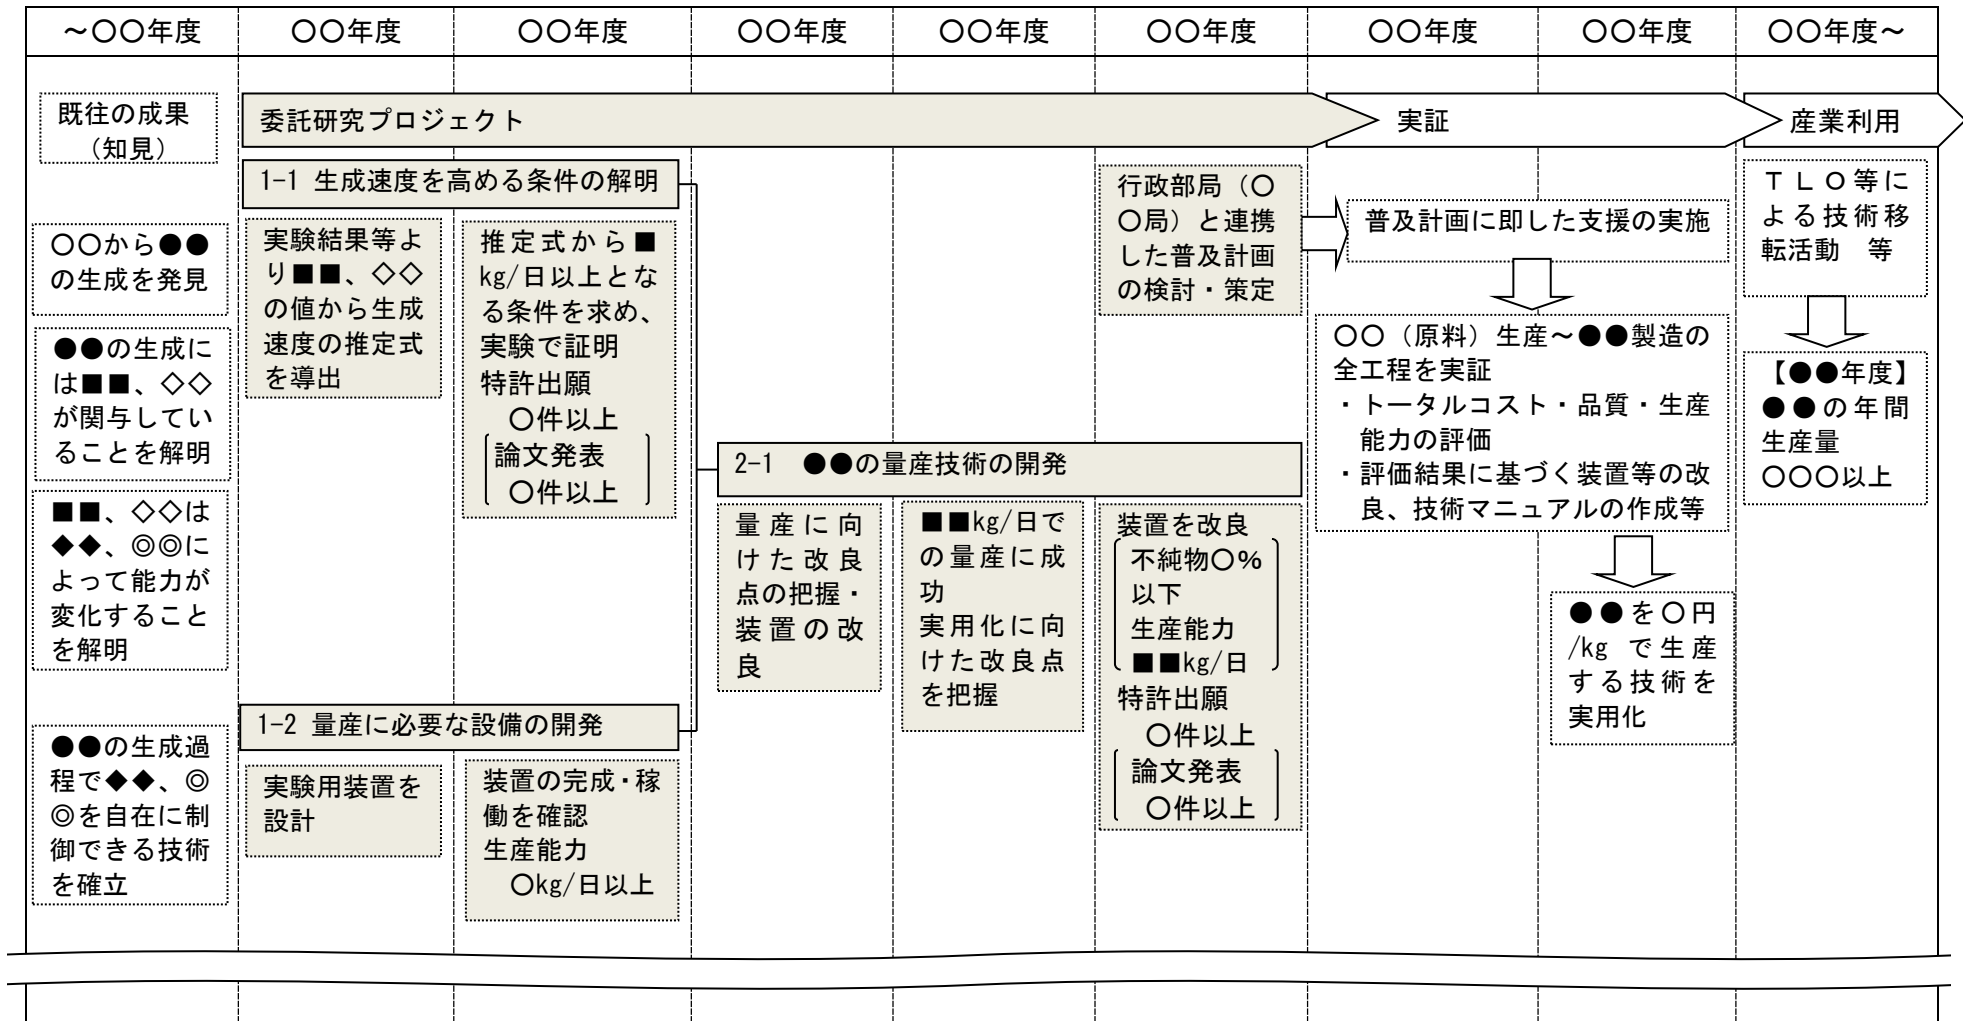 ～〇〇年度
〇〇年度
〇〇年度
〇〇年度
〇〇年度
〇〇年度
〇〇年度
〇〇年度
〇〇年度～
既往の成果
（知見）
委託研究プロジェクト
実証
産業利用
〇〇から●●
の生成を発見
●●の生成に
は■■、◇◇
が関与してい
ることを解明
■■、◇◇は
◆◆、◎◎に
よって能力が
変化すること
を解明
●●の生成過
程で◆◆、◎
◎を自在に制
御できる技術
を確立
1-1 生成速度を高める条件の解明
実験結果等よ
り■■、◇◇
の値から生成
速度の推定式
を導出
推定式から■
kg/日以上とな
る条件を求め、
実験で証明
特許出願
〇件以上
論文発表
〇件以上
1-2 量産に必要な設備の開発
実験用装置を
設計
装置の完成・稼
働を確認
生産能力
〇kg/日以上
2-1 ●●の量産技術の開発
量産に向
けた改良
点の把握・
装置の改
良
■■kg/日で
の量産に成
功
実用化に向
けた改良点
を把握
行政部局（〇
〇局）と連携
した普及計画
の検討・策定
装置を改良
不純物〇%
以下
生産能力
■■kg/日
特許出願
〇件以上
論文発表
〇件以上
普及計画に即した支援の実施
〇〇（原料）生産～●●製造の
全工程を実証
・トータルコスト・品質・生産
能力の評価
・評価結果に基づく装置等の改
良、技術マニュアルの作成等
●●を〇円
/kg で生産
する技術を
実用化
ＴＬＯ等に
よる技術移
転活動　等
【●●年度】
●●の年間
生産量
〇〇〇以上